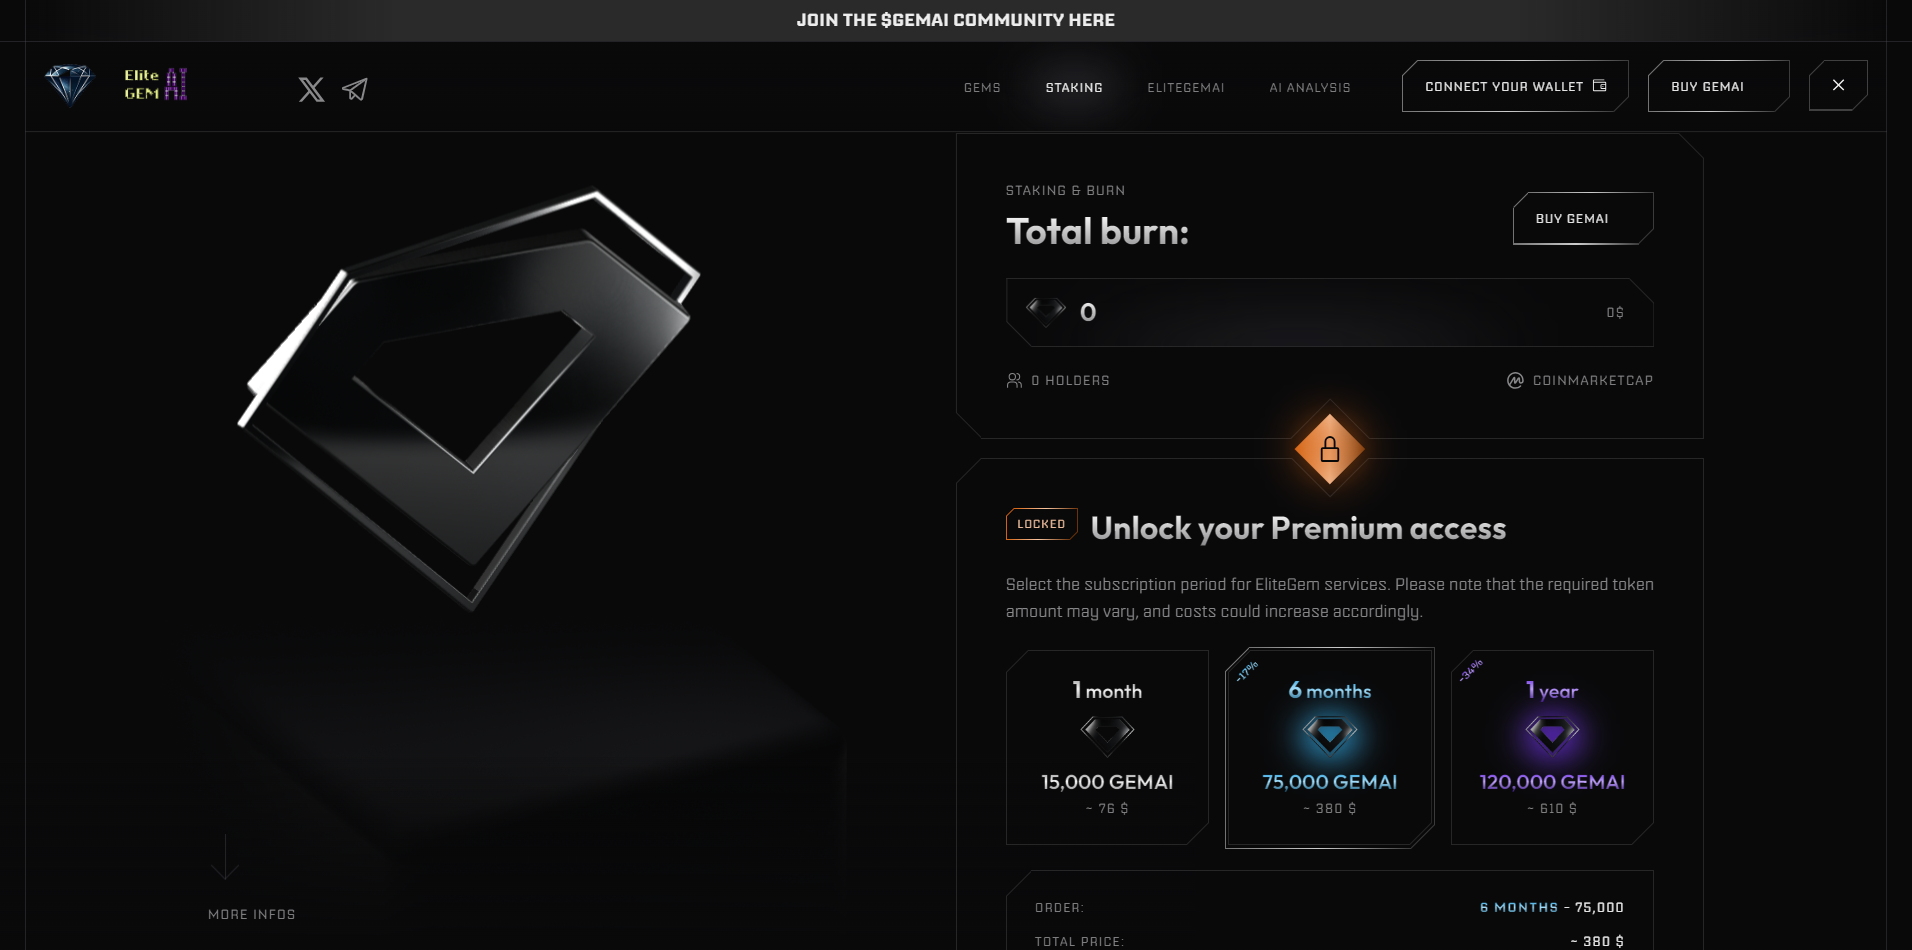 JOIN THE $GEMAI COMMUNITY HERE
Elite
GEM AI
GEMS
STAKING
ELITEGEMAI
AI ANALYSIS
CONNECT YOUR WALLET
BUY GEMAI
STAKING & BURN
Total burn:
BUY GEMAI
0
0$
0 HOLDERS
COINMARKETCAP
LOCKED
Unlock your Premium access
Select the subscription period for EliteGem services. Please note that the required token
amount may vary, and costs could increase accordingly.
1 month
15,000 GEMAI
~ 76 $
-17%
6 months
75,000 GEMAI
~ 380 $
-34%
1 year
120,000 GEMAI
~ 610 $
MORE INFOS
ORDER:
6 MONTHS - 75,000
TOTAL PRICE:
~ 380 $